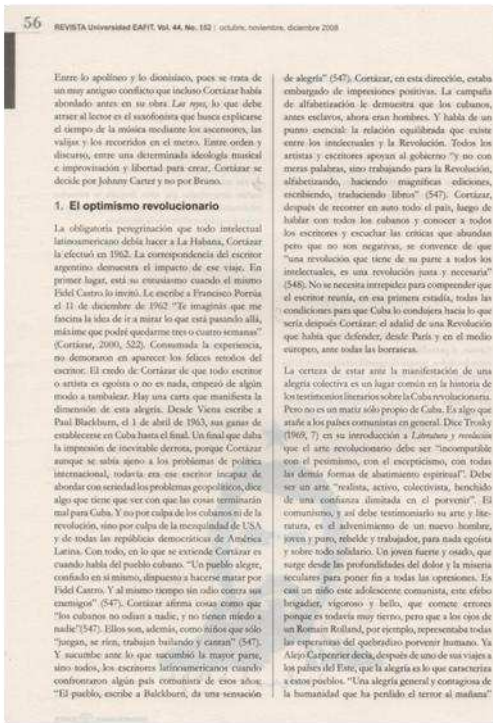 56
REVISTA Universidad EAFIT. Vol. 44. No. 152 | octubre, noviembre, diciembre 2008
Entre lo apolíneo y lo dionisíaco, pues se trata de
un muy antiguo conflicto que incluso Cortázar había
abordado antes en su obra Los reyes, lo que debe
atraer al lector es el saxofonista que busca explicarse
el tiempo de la música mediante los ascensores, las
valijas y los recorridos en el metro. Entre orden y
discurso, entre una determinada ideología musical
e improvisación y libertad para crear, Cortázar se
decide por Johnny Carter y no por Bruno.
1. El optimismo revolucionario
La obligatoria peregrinación que todo intelectual
latinoamericano debía hacer a La Habana, Cortázar
la efectuó en 1962. La correspondencia del escritor
argentino demuestra el impacto de ese viaje. En
primer lugar, está su entusiasmo cuando el mismo
Fidel Castro lo invitó. Le escribe a Francisco Porrúa
el 11 de diciembre de 1962 "Te imaginás que me
fascina la idea de ir a mirar lo que está pasando allá,
máxime que podré quedarme tres o cuatro semanas"
(Cortázar, 2000, 522). Consumada la experiencia,
no demoraron en aparecer los felices retoños del
escritor. El credo de Cortázar de que todo escritor
o artista es egoísta o no es nada, empezó de algún
modo a tambalear. Hay una carta que manifiesta la
dimensión de esta alegría. Desde Viena escribe a
Paul Blackburn, el 1 de abril de 1963, sus ganas de
establecerse en Cuba hasta el final. Un final que daba
la impresión de inevitable derrota, porque Cortázar
aunque se sabía ajeno a los problemas de política
internacional, todavía era ese escritor incapaz de
abordar con seriedad los problemas geopolíticos, dice
algo que tiene que ver con que las cosas terminarán
mal para Cuba. Y no por culpa de los cubanos ni de la
revolución, sino por culpa de la mezquindad de USA
y de todas las repúblicas democráticas de América
Latina. Con todo, en lo que se extiende Cortázar es
cuando habla del pueblo cubano. "Un pueblo alegre,
confiado en sí mismo, dispuesto a hacerse matar por
Fidel Castro. Y al mismo tiempo sin odio contra sus
enemigos" (547). Cortázar afirma cosas como que
"los cubanos no odian a nadie, y no tienen miedo a
nadie"(547). Ellos son, además, como niños que sólo
"juegan, se ríen, trabajan bailando y cantan" (547).
Y sucumbe ante lo que sucumbió la mayor parte,
sino todos, los escritores latinoamericanos cuando
confrontaron algún país comunista de esos años:
"El pueblo, escribe a Balckburn, da una sensación
de alegría" (547). Cortázar, en esta dirección, estaba
embargado de impresiones positivas. La campaña
de alfabetización le demuestra que los cubanos,
antes esclavos, ahora eran hombres. Y habla de un
punto esencial: la relación equilibrada que existe
entre los intelectuales y la Revolución. Todos los
artistas y escritores apoyan al gobierno "y no con
meras palabras, sino trabajando para la Revolución,
alfabetizando, haciendo magníficas ediciones,
escribiendo, traduciendo libros" (547). Cortázar,
después de recorrer en auto todo el país, luego de
hablar con todos los cubanos y conocer a todos
los escritores y escuchar las críticas que abundan
pero que no son negativas, se convence de que
"una revolución que tiene de su parte a todos los
intelectuales, es una revolución justa y necesaria"
(548). No se necesita intrepidez para comprender que
el escritor reunía, en esa primera estadía, todas las
condiciones para que Cuba lo condujera hacia lo que
sería después Cortázar: el adalid de una Revolución
que había que defender, desde París y en el medio
europeo, ante todas las borrascas.
La certeza de estar ante la manifestación de una
alegría colectiva es un lugar común en la historia de
los testimonios literarios sobre la Cuba revolucionaria.
Pero no es un matiz sólo propio de Cuba. Es algo que
atañe a los países comunistas en general. Dice Trosky
(1969, 7) en su introducción a Literatura y revolución
que el arte revolucionario debe ser "incompatible
con el pesimismo, con el escepticismo, con todas
las demás formas de abatimiento espiritual". Debe
ser un arte "realista, activo, colectivista, henchido
de una confianza ilimitada en el porvenir". El
comunismo, y así debe testimoniarlo su arte y lite-
ratura, es el advenimiento de un nuevo hombre,
joven y puro, rebelde y trabajador, para nada egoísta
y sobre todo solidario. Un joven fuerte y osado, que
surge desde las profundidades del dolor y la miseria
seculares para poner fin a todas las opresiones. Es
casi un niño este adolescente comunista, este efebo
brigadier, vigoroso y bello, que comete errores
porque es todavía muy tierno, pero que a los ojos de
un Romain Rolland, por ejemplo, representaba todas
las esperanzas del quebradizo porvenir humano. Ya
Alejo Carpentier decía, después de uno de sus viajes a
los países del Este, que la alegría es lo que caracteriza
a estos pueblos. "Una alegría general y contagiosa de
la humanidad que ha perdido el terror al mañana"